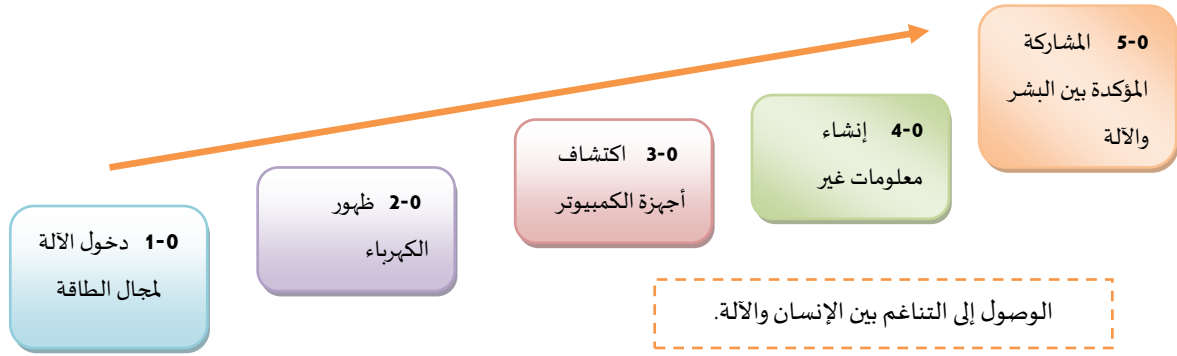 5-0 المشاركة
المؤكدة بين البشر
والآلة
4-0 إنشاء
معلومات غير
3-0 اكتشاف
أجهزة الكمبيوتر
2-0 ظهور
الكهرباء
1-0 دخول الآلة
لمجال الطاقة
الوصول إلى التناغم بين الإنسان والآلة.